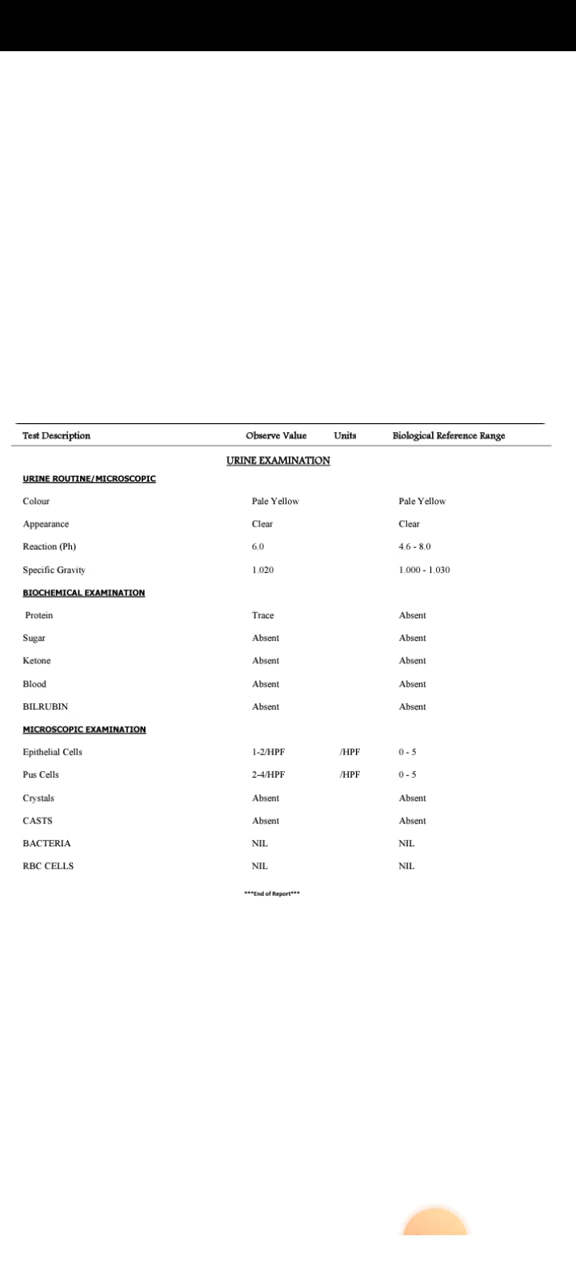 Test Description Observe Value Units Biological Reference Range
URINE EXAMINATION
URINE ROUTINE/MICROSCOPIC
Colour Pale Yellow Pale Yellow
Appearance Clear Clear
Reaction (Ph) 6.0 4.6 - 8.0
Specific Gravity 1.020 1.000 - 1.030
BIOCHEMICAL EXAMINATION
Protein Trace Absent
Sugar Absent Absent
Ketone Absent Absent
Blood Absent Absent
BILRUBIN Absent Absent
MICROSCOPIC EXAMINATION
Epithelial Cells 1-2/HPF /HPF 0 - 5
Pus Cells 2-4/HPF /HPF 0 - 5
Crystals Absent Absent
CASTS Absent Absent
BACTERIA NIL NIL
RBC CELLS NIL NIL
***End of Report***